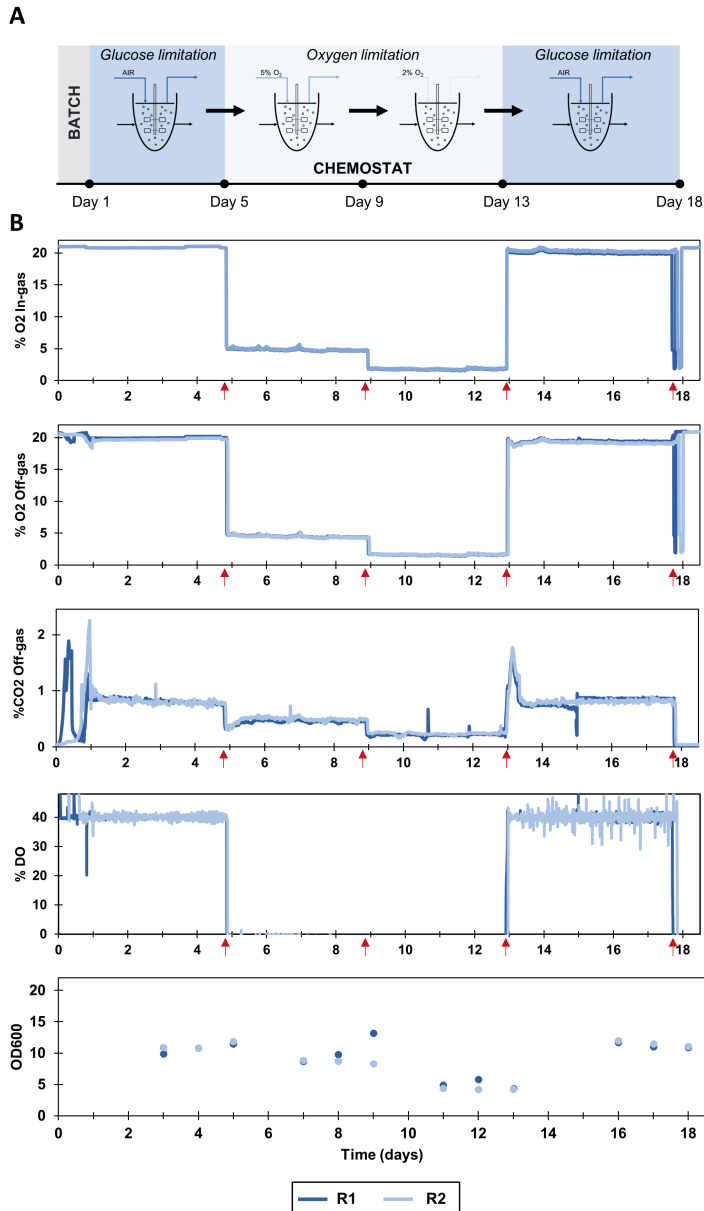 A
Glucose limitation Oxygen limitation Glucose limitation
BATCH
AIR 5% O2 2% O2 AIR
CHEMOSTAT
Day 1 Day 5 Day 9 Day 13 Day 18
B
% O2 In-gas
20
15
10
5
0
0 2 4 6 8 10 12 14 16 18
% O2 Off-gas
20
15
10
5
0
0 2 4 6 8 10 12 14 16 18
%CO2 Off-gas
2
1
0
0 2 4 6 8 10 12 14 16 18
% DO
40
30
20
10
0
0 2 4 6 8 10 12 14 16 18
OD600
20
15
10
5
0
0 2 4 6 8 10 12 14 16 18
Time (days)
R1 R2